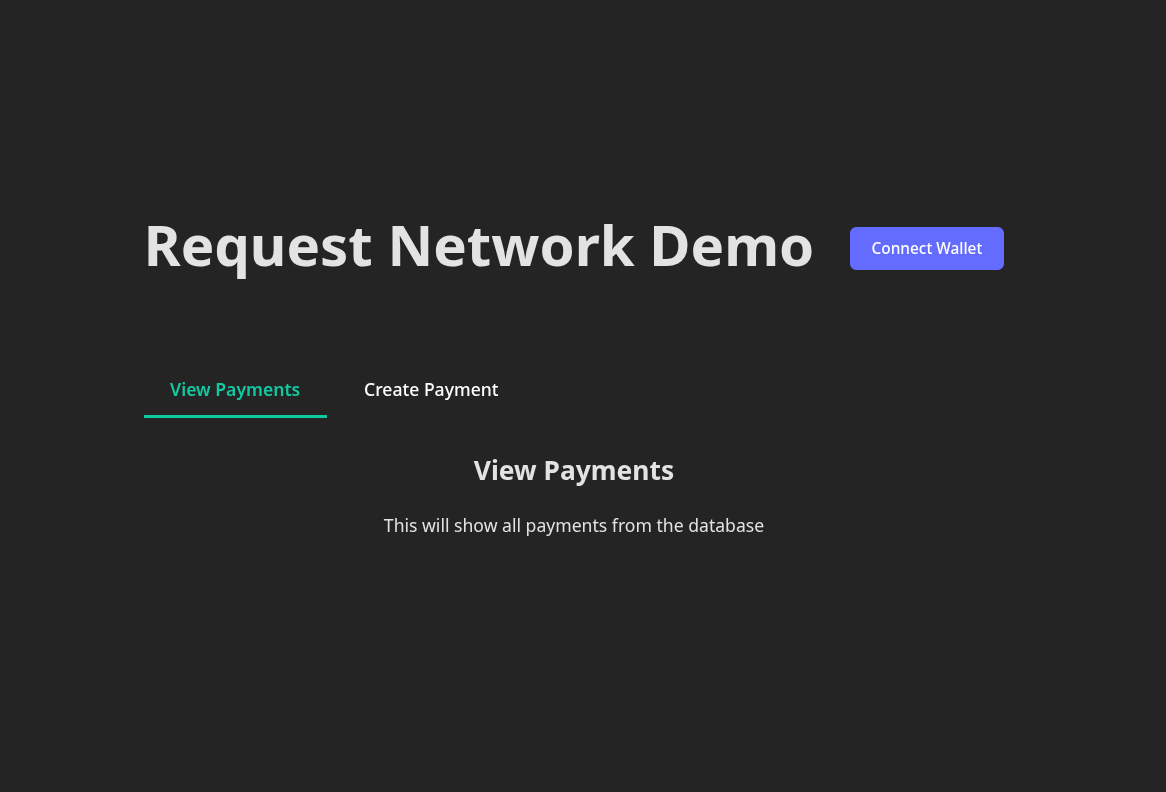 Request Network Demo
Connect Wallet
View Payments
Create Payment
View Payments
This will show all payments from the database